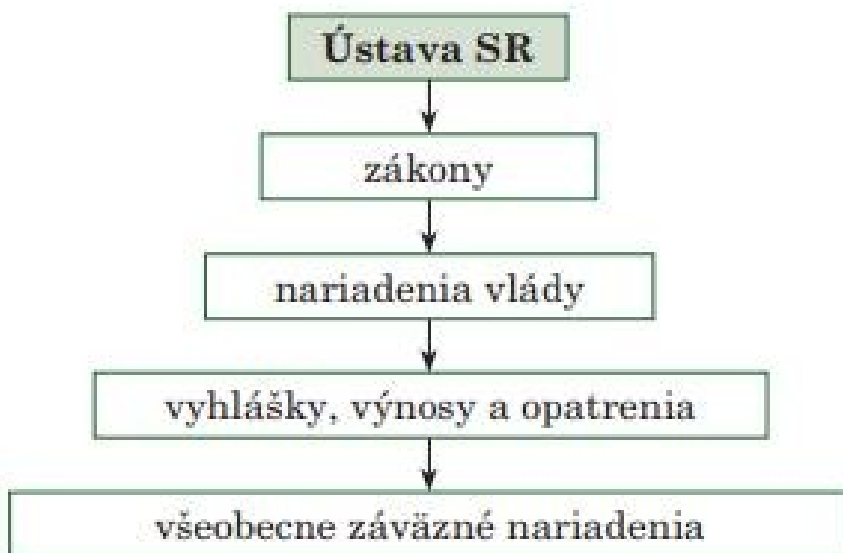 Ústava SR
zákony
nariadenia vlády
vyhlášky, výnosy a opatrenia
všeobecne záväzné nariadenia